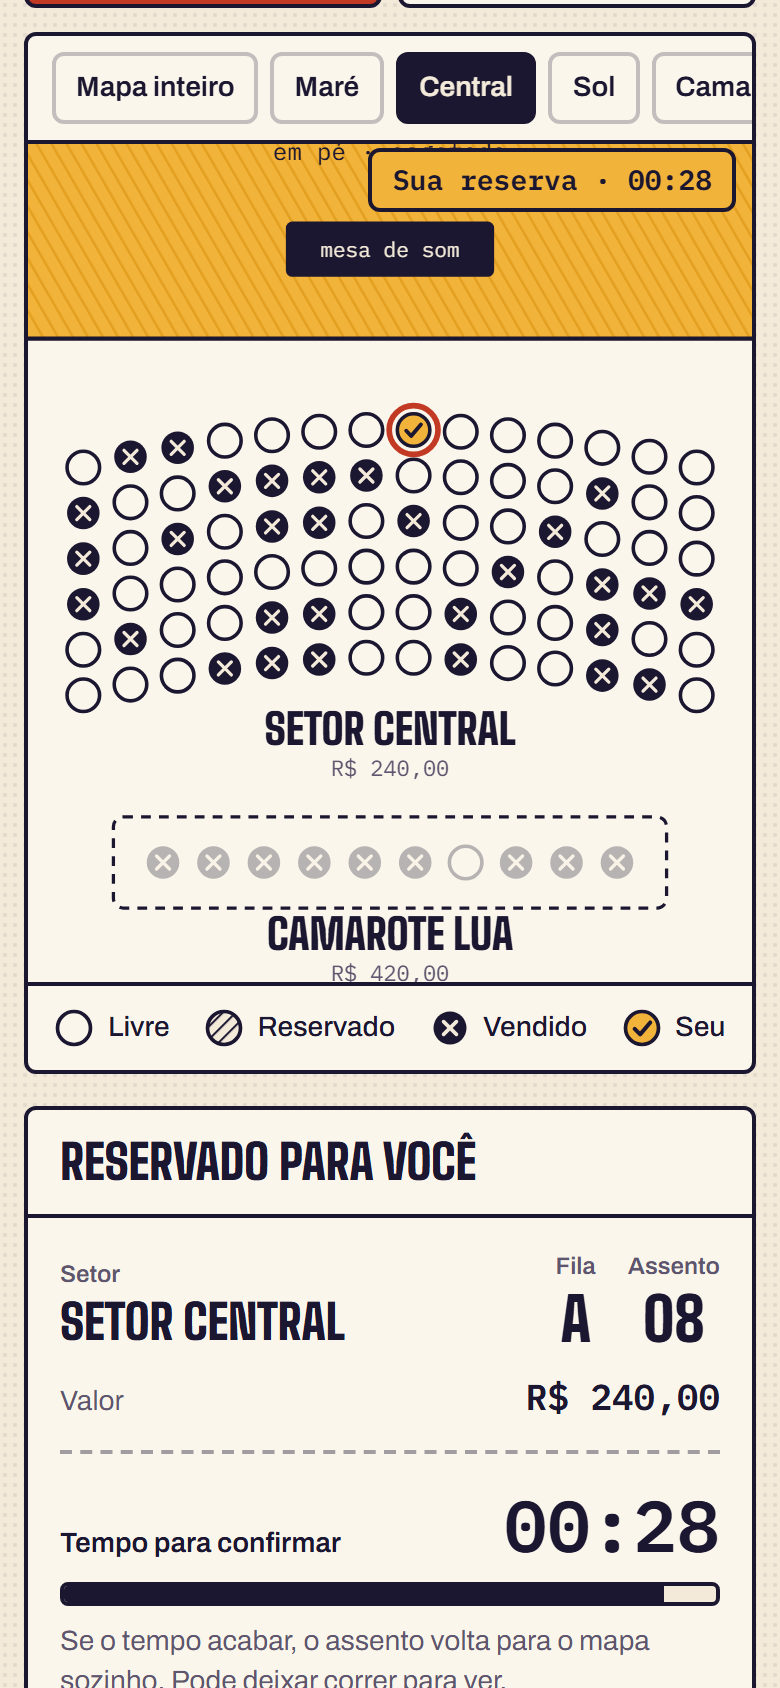 Mapa inteiro
Maré
Central
Sol
Cama
em pé ·
Sua reserva · 00:28
mesa de som
SETOR CENTRAL
R$ 240,00
CAMAROTE LUA
R$ 420,00
Livre
Reservado
Vendido
Seu
RESERVADO PARA VOCÊ
Setor
SETOR CENTRAL
Fila
A
Assento
08
Valor
R$ 240,00
Tempo para confirmar
00:28
Se o tempo acabar, o assento volta para o mapa
sozinho. Pode deixar correr para ver.